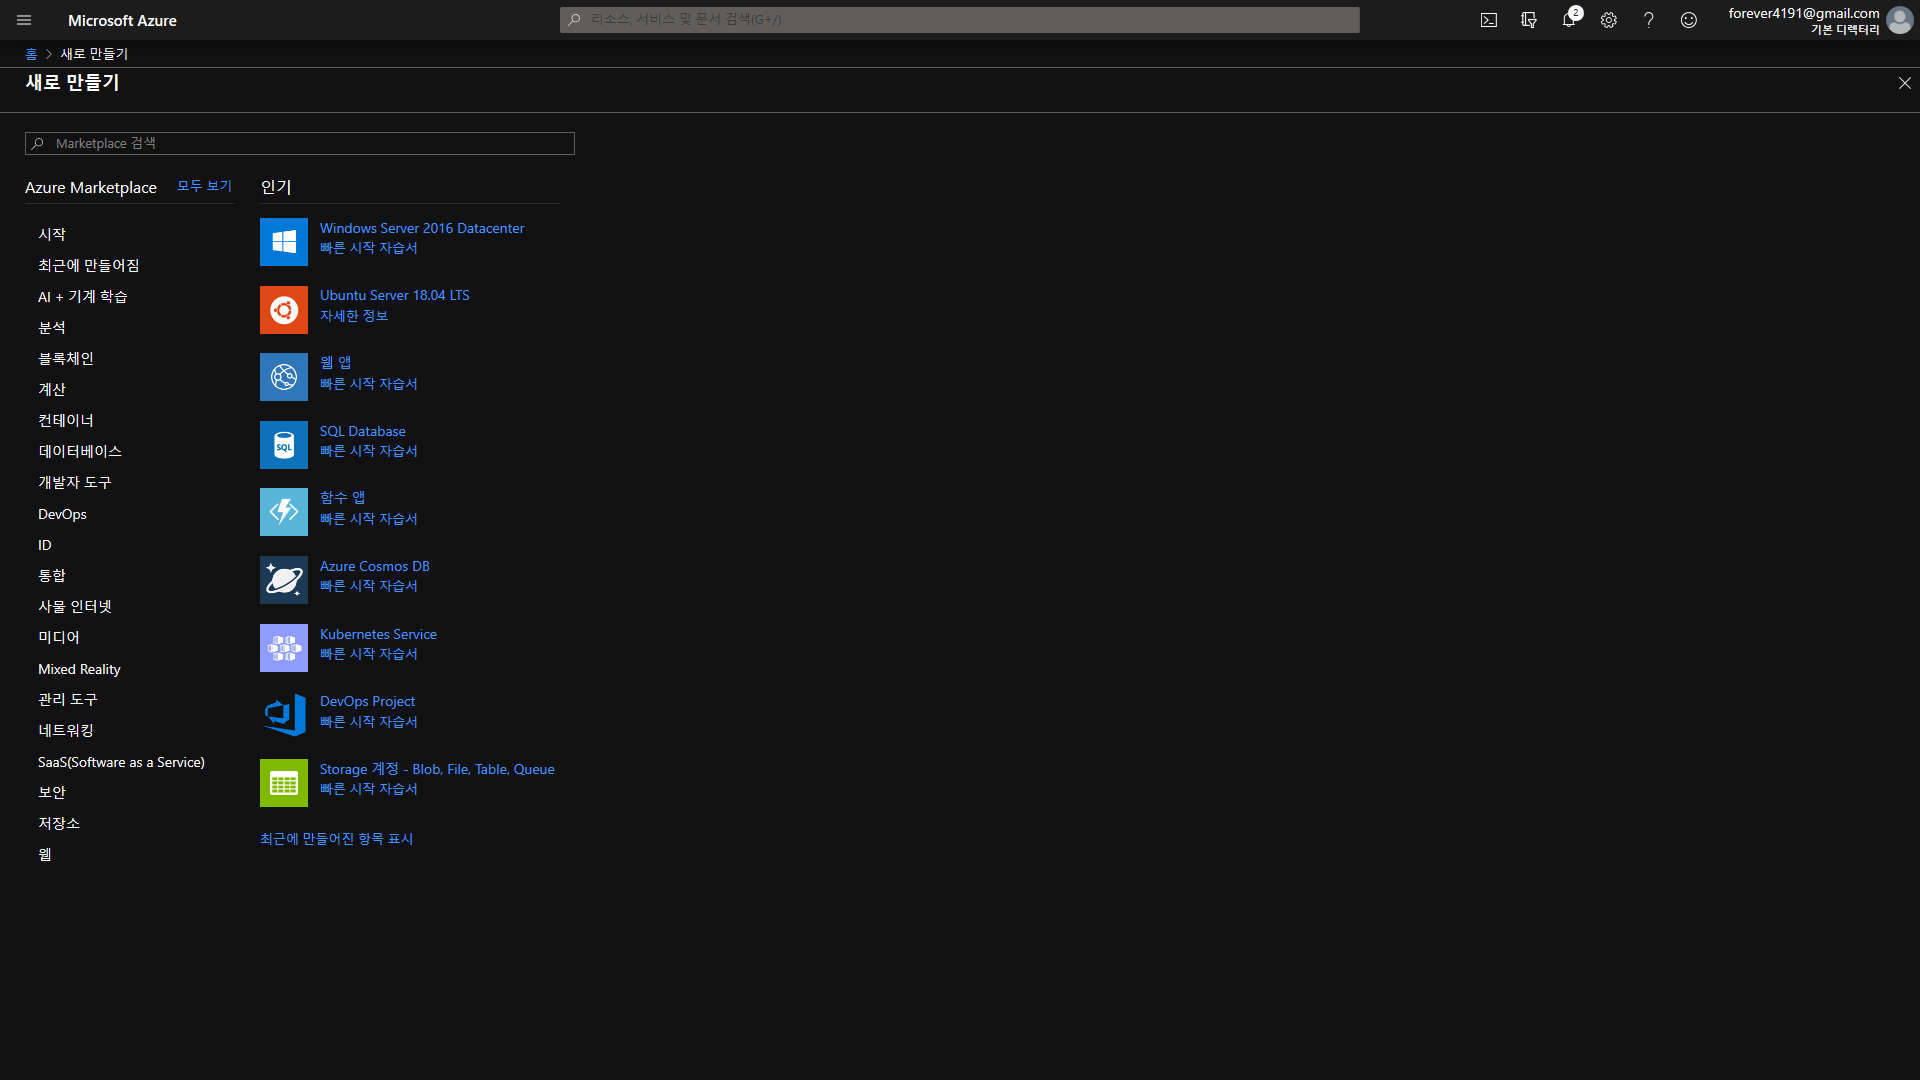 Microsoft Azure
리소스, 서비스 및 문서 검색(G+/)
2
forever4191@gmail.com
기본 디렉터리
홈 > 새로 만들기
새로 만들기
Marketplace 검색
Azure Marketplace 모두 보기
시작
최근에 만들어짐
AI + 기계 학습
분석
블록체인
계산
컨테이너
데이터베이스
개발자 도구
DevOps
ID
통합
사물 인터넷
미디어
Mixed Reality
관리 도구
네트워킹
SaaS(Software as a Service)
보안
저장소
웹
인기
Windows Server 2016 Datacenter
빠른 시작 자습서
Ubuntu Server 18.04 LTS
자세한 정보
웹 앱
빠른 시작 자습서
SQL
SQL Database
빠른 시작 자습서
함수 앱
빠른 시작 자습서
Azure Cosmos DB
빠른 시작 자습서
Kubernetes Service
빠른 시작 자습서
DevOps Project
빠른 시작 자습서
Storage 계정 - Blob, File, Table, Queue
빠른 시작 자습서
최근에 만들어진 항목 표시